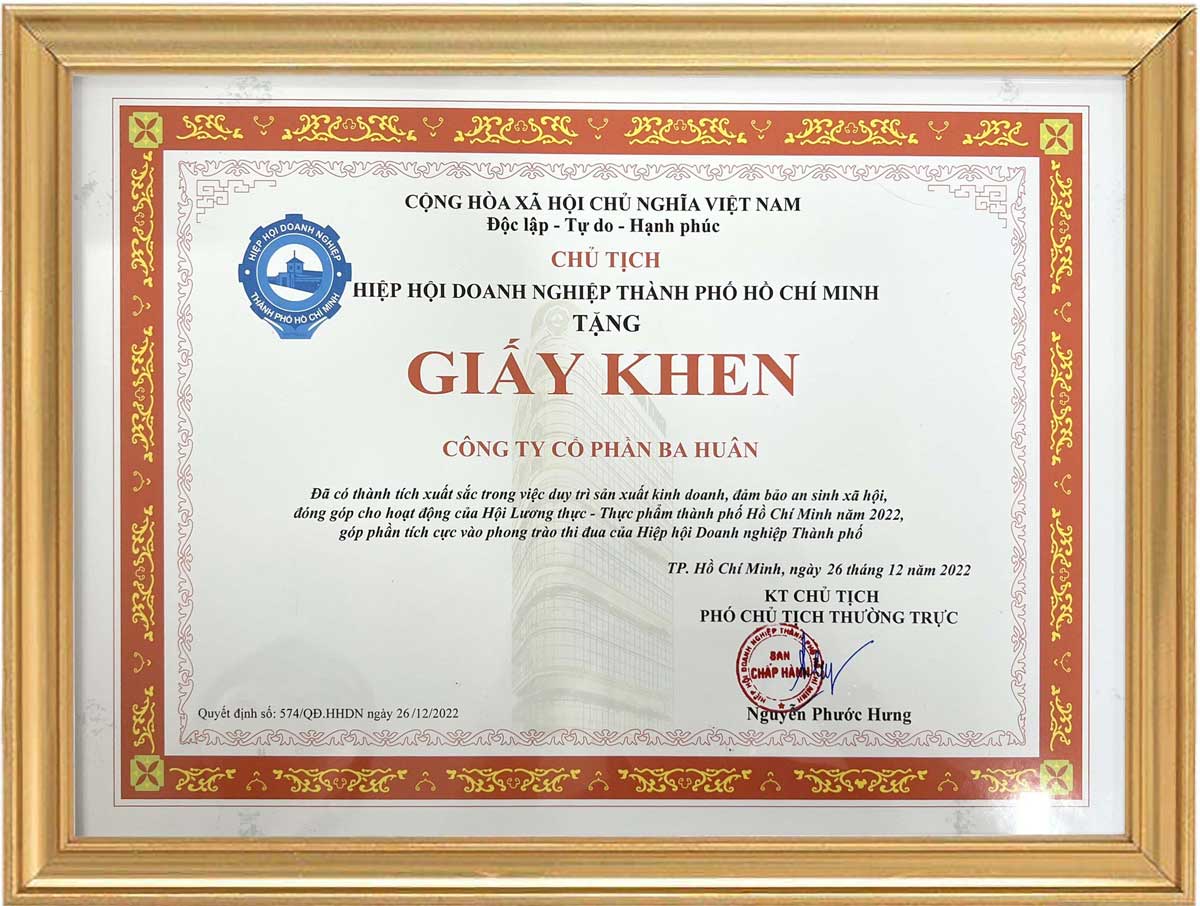 CỘNG HÒA XÃ HỘI CHỦ NGHĨA VIỆT NAM
Độc lập - Tự do - Hạnh phúc
HIỆP HỘI DOANH NGHIỆP
THÀNH PHỐ HỒ CHÍ MINH
CHỦ TỊCH
HIỆP HỘI DOANH NGHIỆP THÀNH PHỐ HỒ CHÍ MINH
TẶNG
GIẤY KHEN
CÔNG TY CỔ PHẦN BA HUÂN
Đã có thành tích xuất sắc trong việc duy trì sản xuất kinh doanh, đảm bảo an sinh xã hội,
đóng góp cho hoạt động của Hội Lương thực - Thực phẩm thành phố Hồ Chí Minh năm 2022,
góp phần tích cực vào phong trào thi đua của Hiệp hội Doanh nghiệp Thành phố
TP. Hồ Chí Minh, ngày 26 tháng 12 năm 2022
KT CHỦ TỊCH
PHÓ CHỦ TỊCH THƯỜNG TRỰC
HIỆP HỘI DOANH NGHIỆP THÀNH PHỐ HỒ CHÍ MINH
BAN
CHẤP HÀNH
Nguyễn Phước Hưng
Quyết định số: 574/QĐ.HHDN ngày 26/12/2022